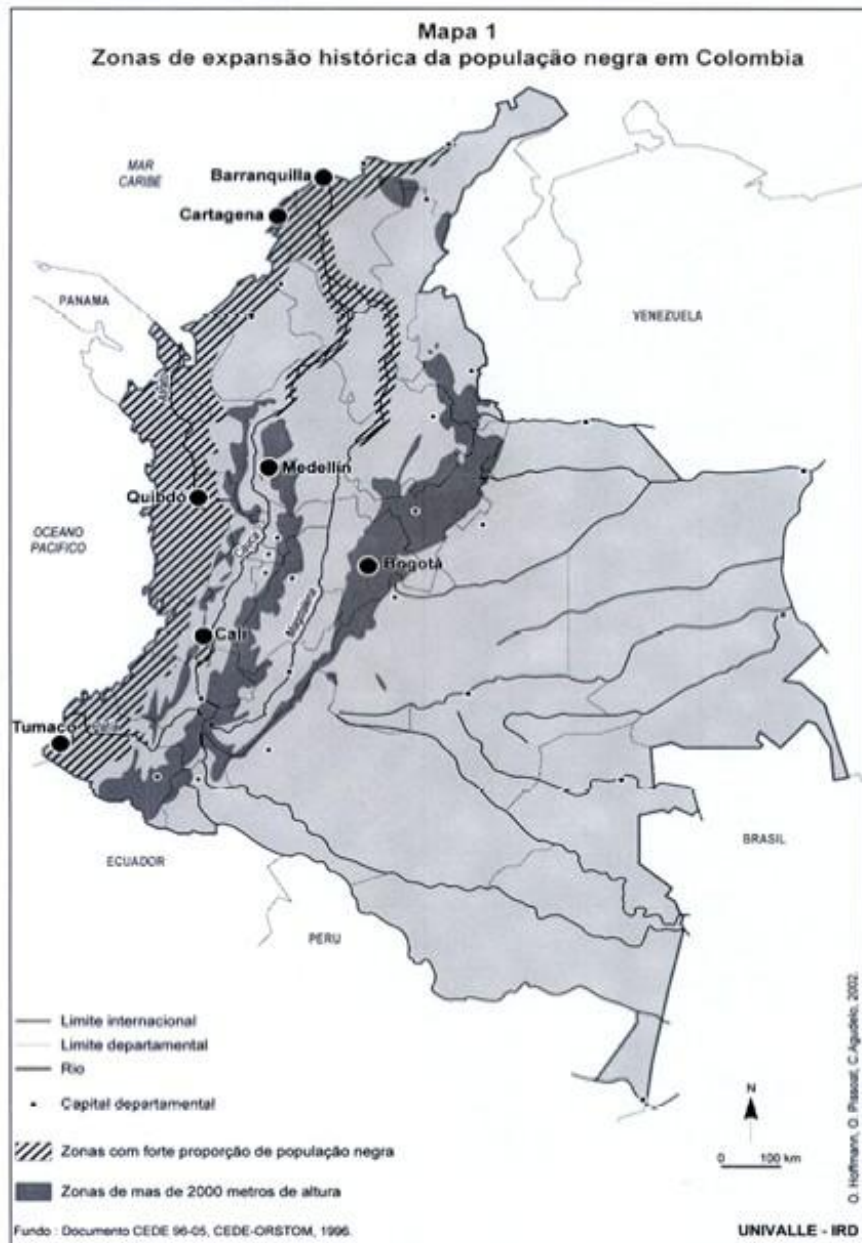 Mapa 1
Zonas de expansão histórica da população negra em Colombia
MAR
CARIBE
Barranquilla
Cartagena
PANAMA
VENEZUELA
Medellín
Quibdó
OCEANO
PACIFICO
Cauca
Bogotá
Magdalena
Cali
Tumaco
BRASIL
ECUADOR
PERU
Limite internacional
Limite departamental
Rio
Capital departamental
N
Zonas com forte proporção de população negra
0 100 km
Zonas de mas de 2000 metros de altura
O. Hoffmann, O. Pissoat, C. Agudelo, 2002.
Fundo : Documento CEDE 96-05, CEDE-ORSTOM, 1996.
UNIVALLE - IRD